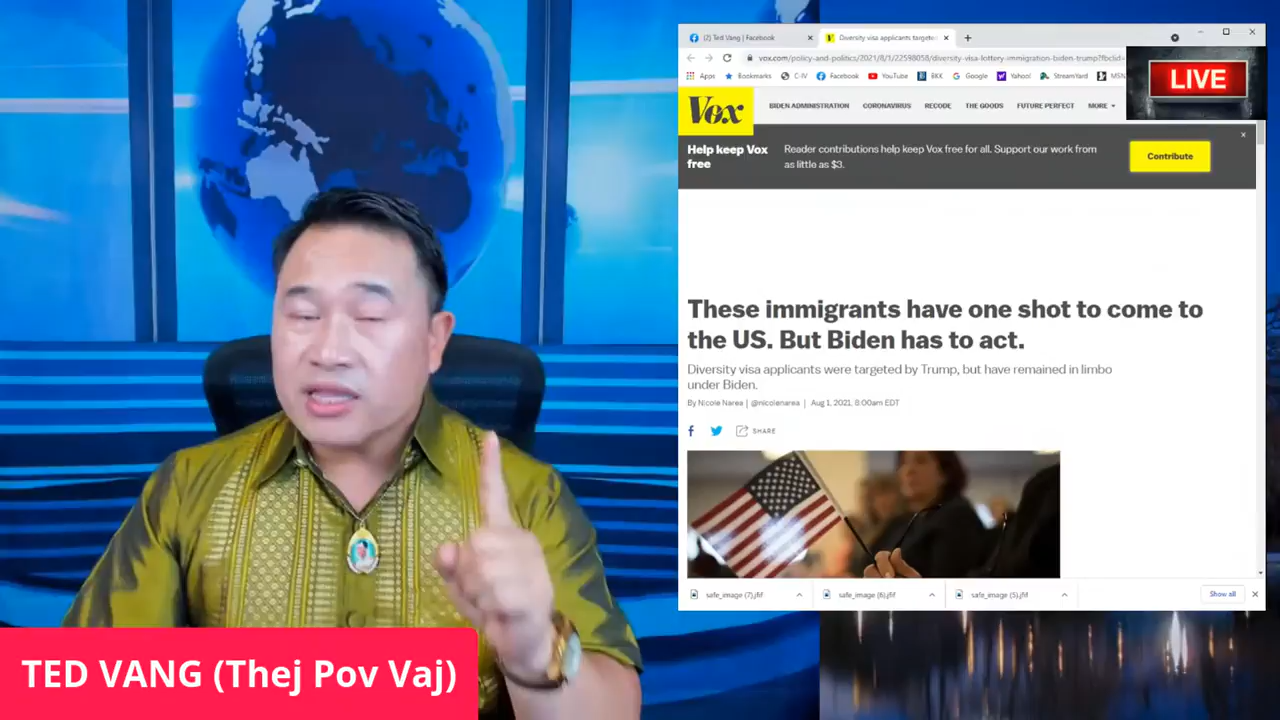 (2) Ted Vang | Facebook
Diversity visa applicants targete
vox.com/policy-and-politics/2021/8/1/22598058/diversity-visa-lottery-immigration-biden-trump?fbclid=
Apps Bookmarks C-IV Facebook YouTube BKK Google Yahoo! StreamYard MSN
LIVE
Vox
BIDEN ADMINISTRATION CORONAVIRUS RECODE THE GOODS FUTURE PERFECT MORE
Help keep Vox
free
Reader contributions help keep Vox free for all. Support our work from
as little as $3.
Contribute
These immigrants have one shot to come to
the US. But Biden has to act.
Diversity visa applicants were targeted by Trump, but have remained in limbo
under Biden.
By Nicole Narea | @nicolenarea | Aug 1, 2021, 8:00am EDT
SHARE
safe_image (7).jfif
safe_image (6).jfif
safe_image (5).jfif
Show all
TED VANG (Thej Pov Vaj)